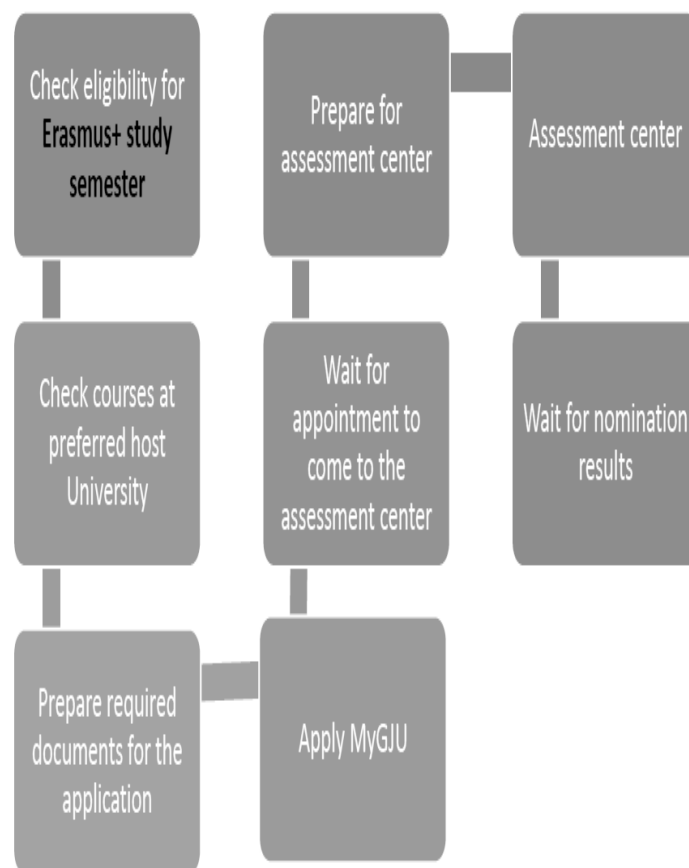 Check eligibility for
Erasmus+ study
semester
Check courses at
preferred host
University
Prepare required
documents for the
application
Apply MyGJU
Wait for
appointment to
come to the
assessment center
Prepare for
assessment center
Assessment center
Wait for nomination
results